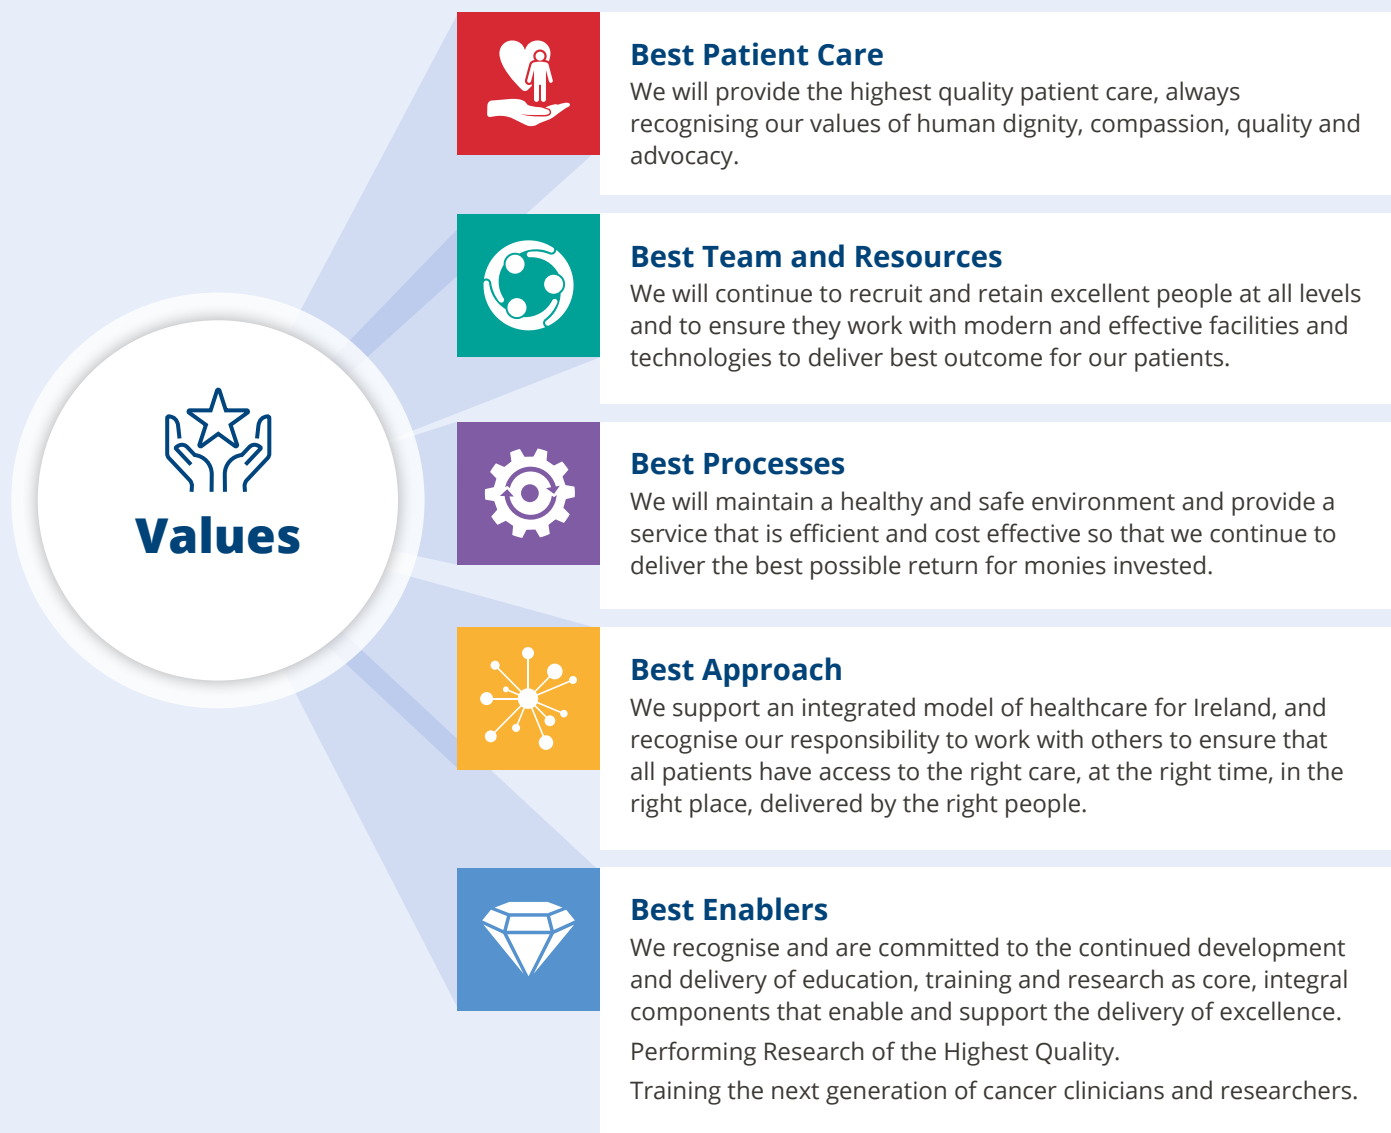 Values
Best Patient Care
We will provide the highest quality patient care, always
recognising our values of human dignity, compassion, quality and
advocacy.
Best Team and Resources
We will continue to recruit and retain excellent people at all levels
and to ensure they work with modern and effective facilities and
technologies to deliver best outcome for our patients.
Best Processes
We will maintain a healthy and safe environment and provide a
service that is efficient and cost effective so that we continue to
deliver the best possible return for monies invested.
Best Approach
We support an integrated model of healthcare for Ireland, and
recognise our responsibility to work with others to ensure that
all patients have access to the right care, at the right time, in the
right place, delivered by the right people.
Best Enablers
We recognise and are committed to the continued development
and delivery of education, training and research as core, integral
components that enable and support the delivery of excellence.
Performing Research of the Highest Quality.
Training the next generation of cancer clinicians and researchers.